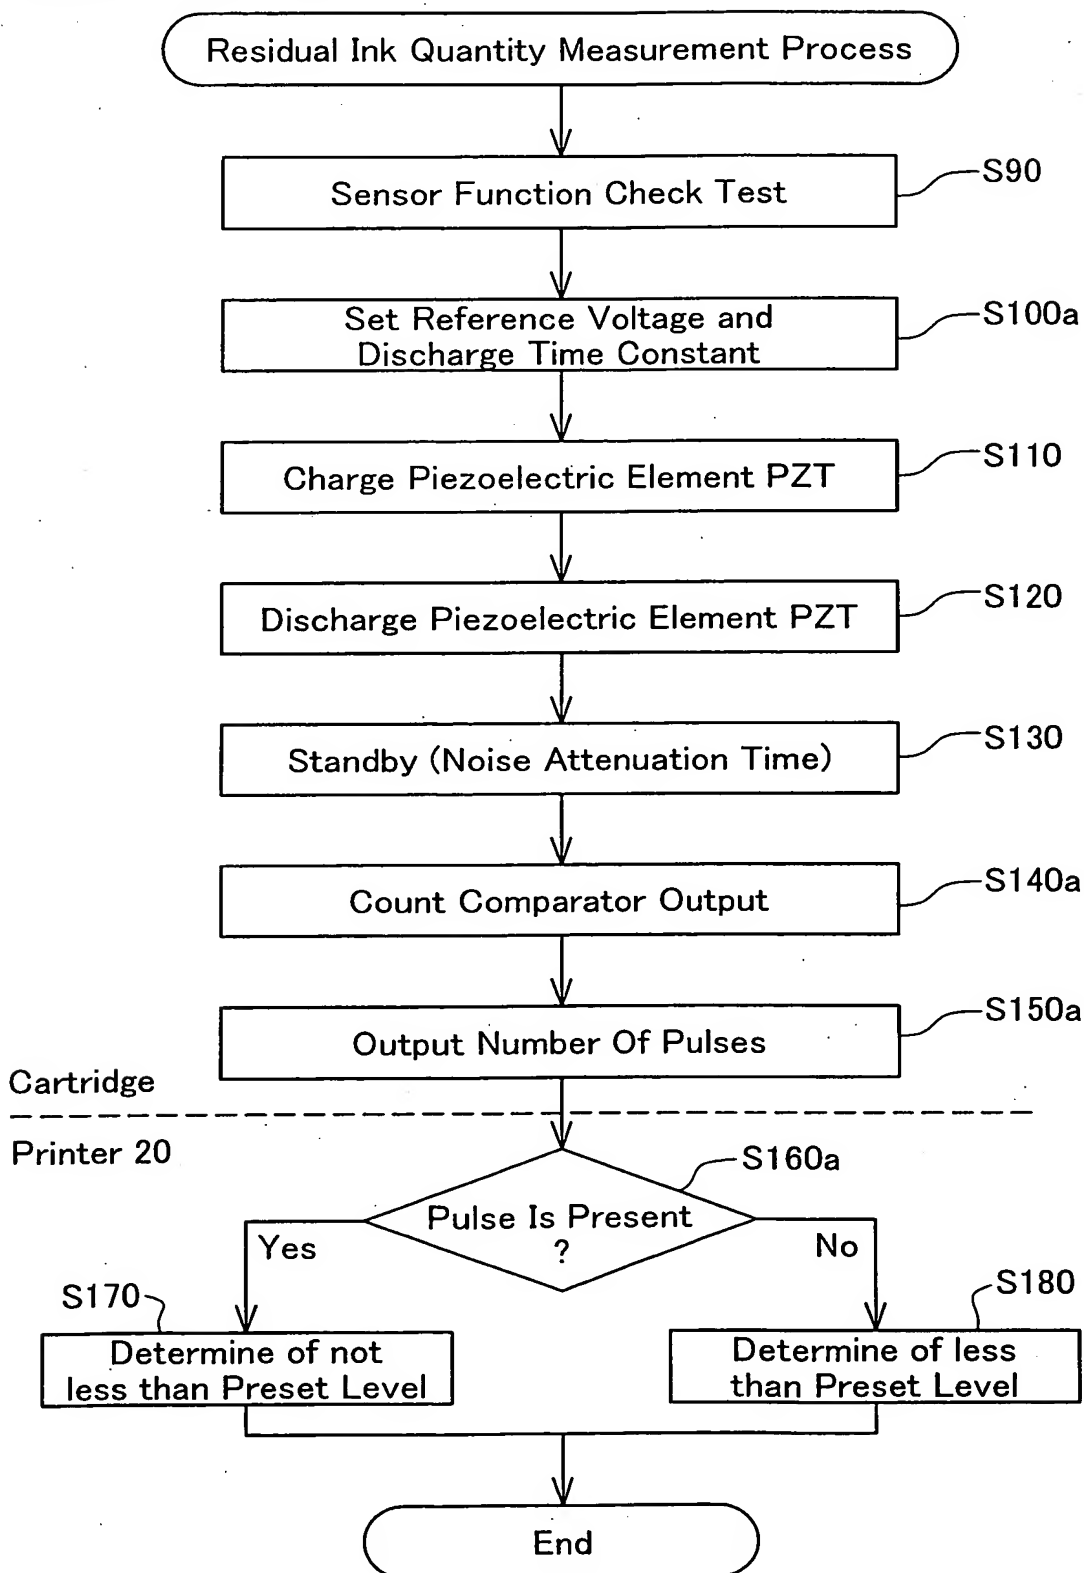 Residual Ink Quantity Measurement Process
Sensor Function Check Test
S90
Set Reference Voltage and
Discharge Time Constant
S100a
Charge Piezoelectric Element PZT
S110
Discharge Piezoelectric Element PZT
S120
Standby (Noise Attenuation Time)
S130
Count Comparator Output
S140a
Output Number Of Pulses
S150a
Cartridge
Printer 20
S160a
Pulse Is Present
?
Yes
No
S170
S180
Determine of not
less than Preset Level
Determine of less
than Preset Level
End